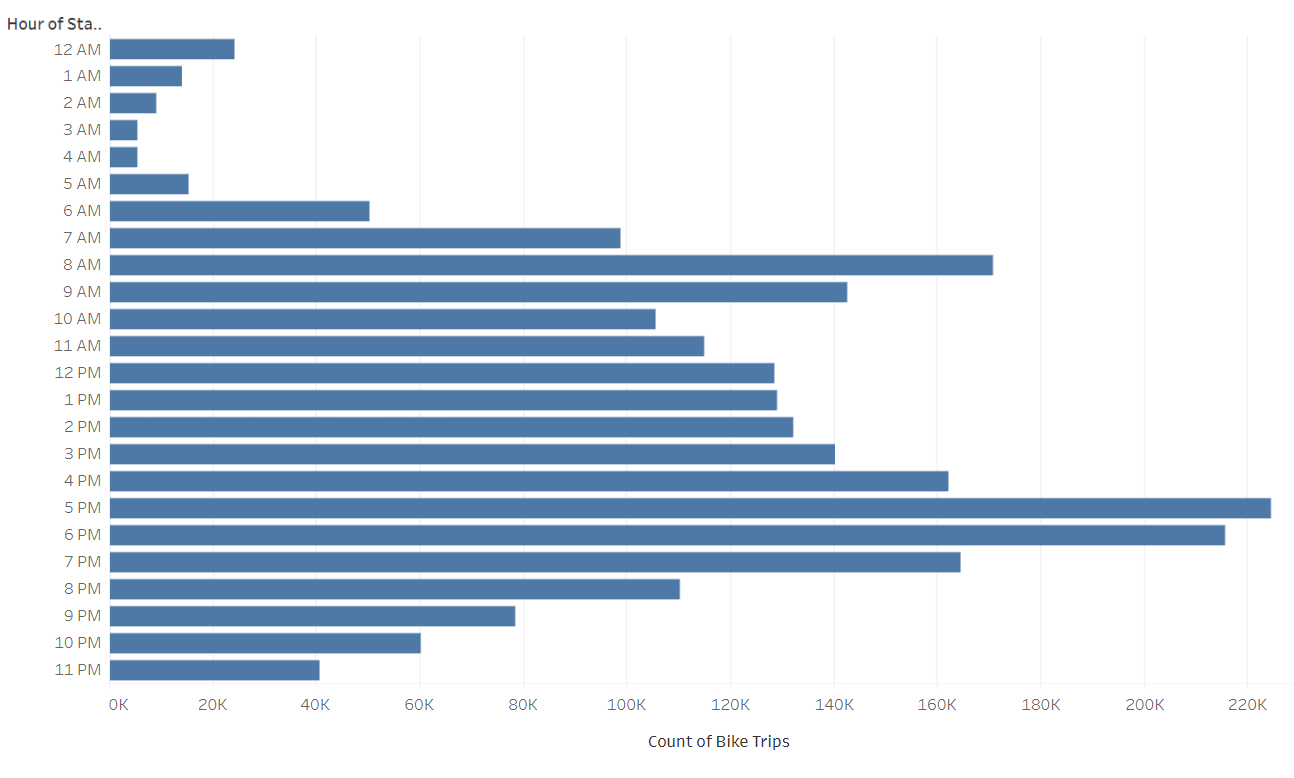 Hour of Sta..
12 AM
1 AM
2 AM
3 AM
4 AM
5 AM
6 AM
7 AM
8 AM
9 AM
10 AM
11 AM
12 PM
1 PM
2 PM
3 PM
4 PM
5 PM
6 PM
7 PM
8 PM
9 PM
10 PM
11 PM
0K 20K 40K 60K 80K 100K 120K 140K 160K 180K 200K 220K
Count of Bike Trips